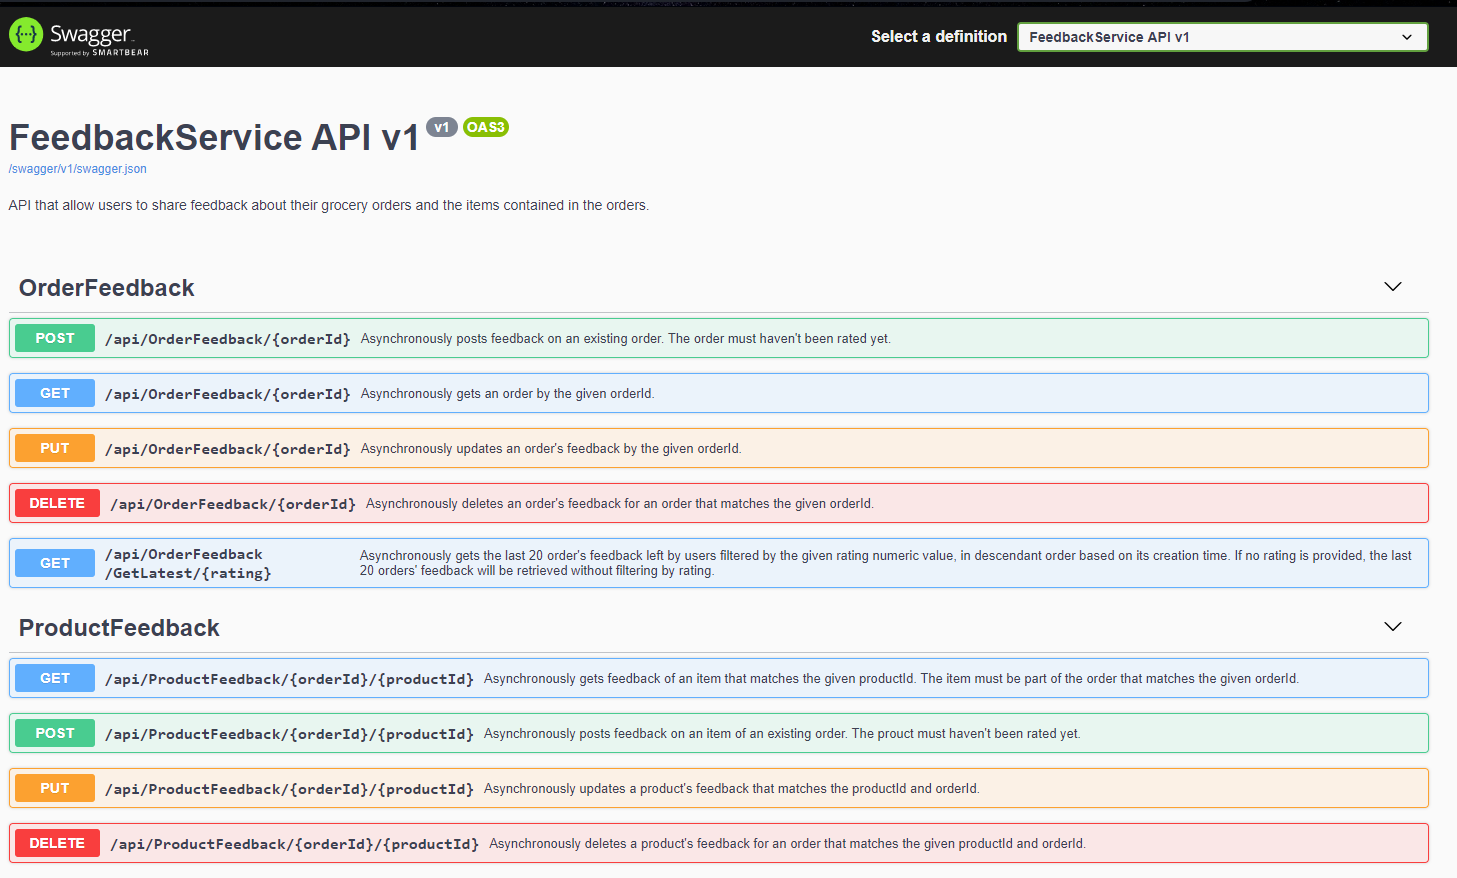 Swagger
Supported by SMARTBEAR
Select a definition
FeedbackService API v1
FeedbackService API v1 v1 OAS3
/swagger/v1/swagger.json
API that allow users to share feedback about their grocery orders and the items contained in the orders.
OrderFeedback
POST /api/OrderFeedback/{orderId} Asynchronously posts feedback on an existing order. The order must haven't been rated yet.
GET /api/OrderFeedback/{orderId} Asynchronously gets an order by the given orderId.
PUT /api/OrderFeedback/{orderId} Asynchronously updates an order's feedback by the given orderId.
DELETE /api/OrderFeedback/{orderId} Asynchronously deletes an order's feedback for an order that matches the given orderId.
GET
/api/OrderFeedback
/GetLatest/{rating}
Asynchronously gets the last 20 order's feedback left by users filtered by the given rating numeric value, in descendant order based on its creation time. If no rating is provided, the last
20 orders' feedback will be retrieved without filtering by rating.
ProductFeedback
GET /api/ProductFeedback/{orderId}/{productId} Asynchronously gets feedback of an item that matches the given productId. The item must be part of the order that matches the given orderId.
POST /api/ProductFeedback/{orderId}/{productId} Asynchronously posts feedback on an item of an existing order. The prouct must haven't been rated yet.
PUT /api/ProductFeedback/{orderId}/{productId} Asynchronously updates a product's feedback that matches the productId and orderId.
DELETE /api/ProductFeedback/{orderId}/{productId} Asynchronously deletes a product's feedback for an order that matches the given productId and orderId.